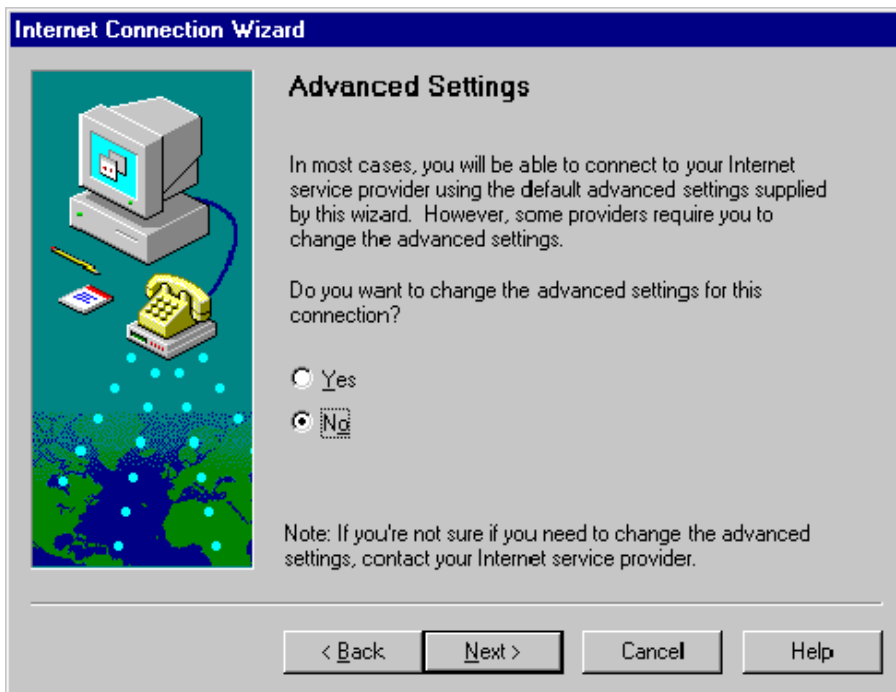 Internet Connection Wizard
Advanced Settings
In most cases, you will be able to connect to your Internet
service provider using the default advanced settings supplied
by this wizard.  However, some providers require you to
change the advanced settings.
Do you want to change the advanced settings for this
connection?
Yes
No
Note: If you're not sure if you need to change the advanced
settings, contact your Internet service provider.
< Back
Next >
Cancel
Help